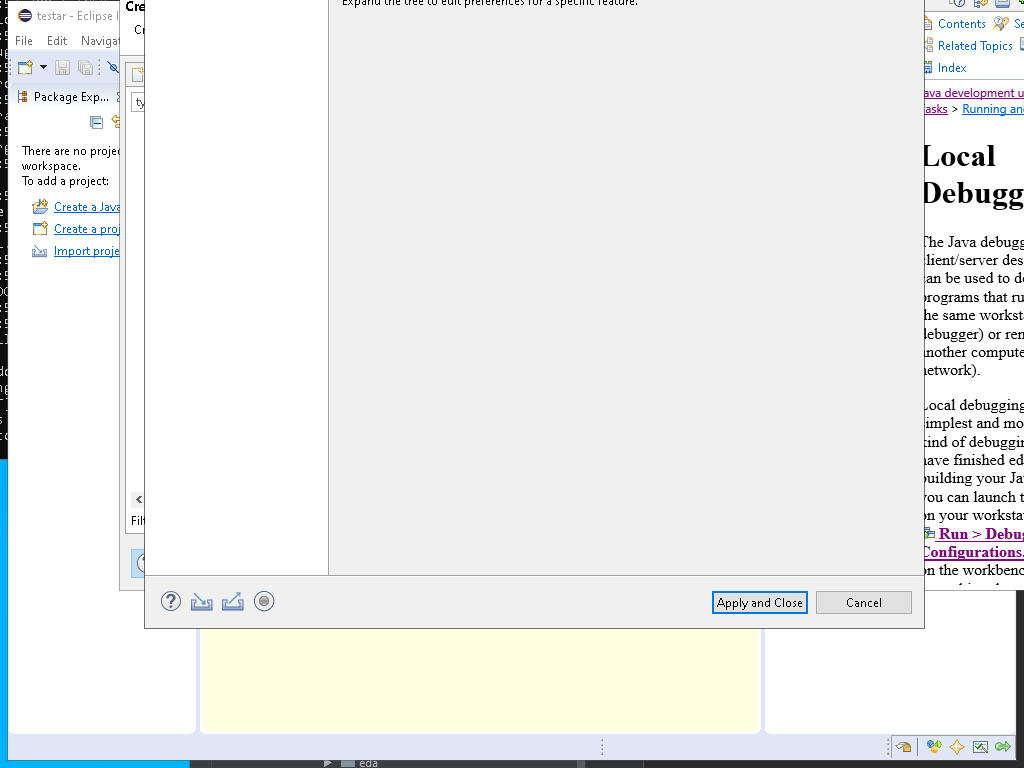 testar - Eclipse I
File Edit Navigat
Package Exp...
There are no projec
workspace.
To add a project:
Create a Java
Create a proj
Import proje
Cre
Cr
ty
<
Filt
Expand the tree to edit preferences for a specific feature.
Apply and Close
Cancel
Contents Se
Related Topics
Index
ava development u
asks > Running and
Local
Debugg
The Java debugg
client/server des
can be used to de
programs that ru
the same worksta
debugger) or rem
another compute
network).
Local debugging
simplest and mo
kind of debuggin
have finished ed
building your Ja
you can launch t
on your workstat
Run > Debug
Configurations.
on the workbenc
eda